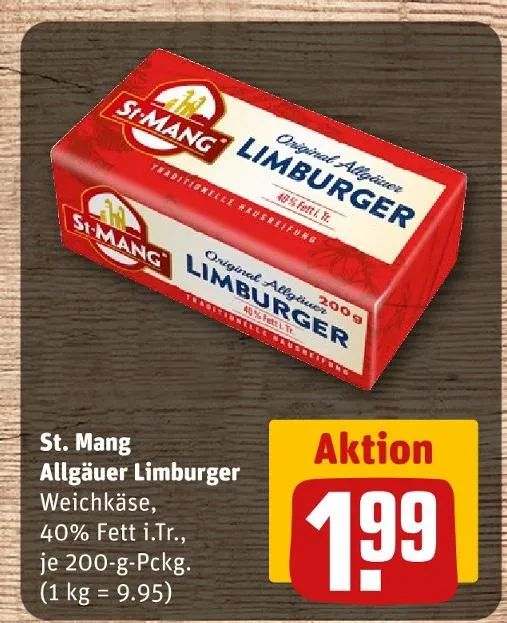 St.MANG
Original Allgäuer
LIMBURGER
40% Fett i. Tr.
TRADITIONELLE HAUSREIFUNG
St.MANG
Original Allgäuer
LIMBURGER
200g
40% Fett i. Tr.
TRADITIONELLE HAUSREIFUNG
St. Mang
Allgäuer Limburger
Weichkäse,
40% Fett i.Tr.,
je 200-g-Pckg.
(1 kg = 9.95)
Aktion
1.99